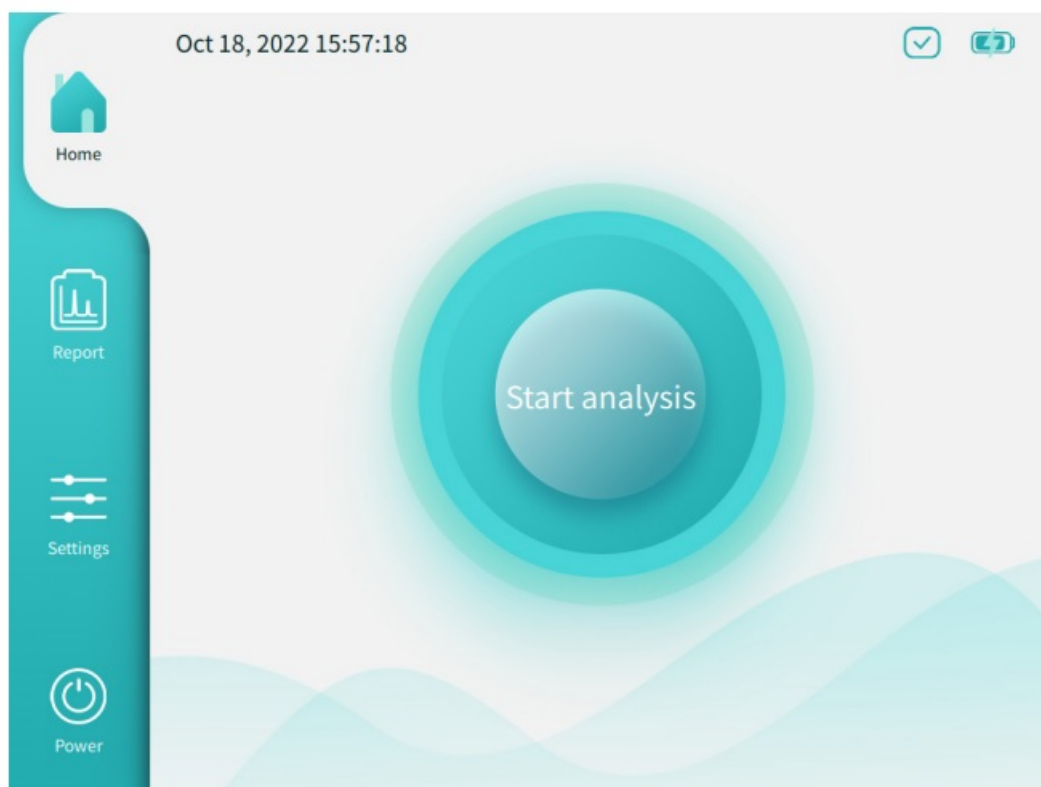 Oct 18, 2022 15:57:18
Home
Report
Settings
Power
Start analysis